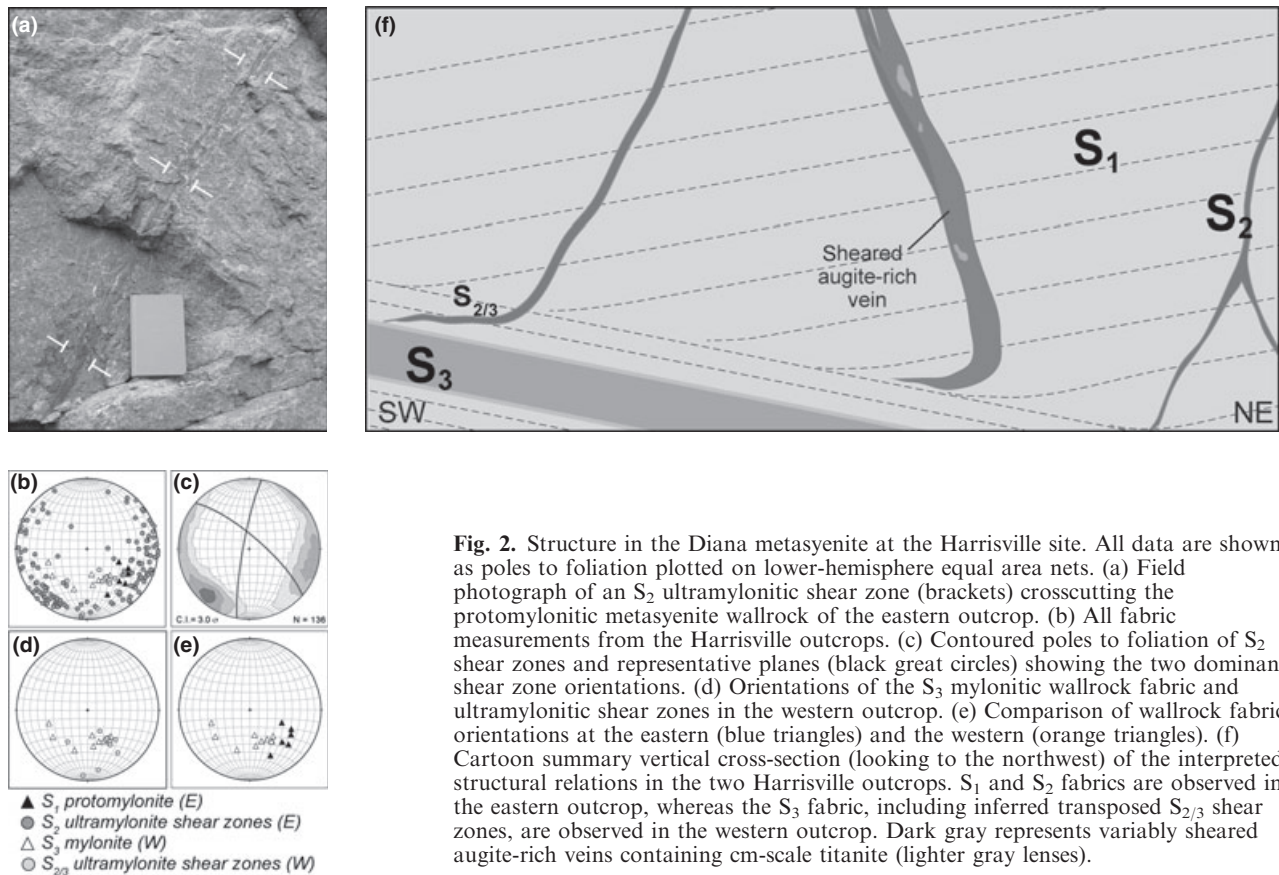 (a)
(f)
S1
S2
Sheared
augite-rich
vein
S2/3
S3
SW
NE
(b)
(c)
C.I.= 3.0 σ
N = 136
(d)
(e)
S1 protomylonite (E)
S2 ultramylonite shear zones (E)
S3 mylonite (W)
S2/3 ultramylonite shear zones (W)
Fig. 2. Structure in the Diana metasyenite at the Harrisville site. All data are shown
as poles to foliation plotted on lower-hemisphere equal area nets. (a) Field
photograph of an S2 ultramylonitic shear zone (brackets) crosscutting the
protomylonitic metasyenite wallrock of the eastern outcrop. (b) All fabric
measurements from the Harrisville outcrops. (c) Contoured poles to foliation of S2
shear zones and representative planes (black great circles) showing the two dominan
shear zone orientations. (d) Orientations of the S3 mylonitic wallrock fabric and
ultramylonitic shear zones in the western outcrop. (e) Comparison of wallrock fabric
orientations at the eastern (blue triangles) and the western (orange triangles). (f)
Cartoon summary vertical cross-section (looking to the northwest) of the interpreted
structural relations in the two Harrisville outcrops. S1 and S2 fabrics are observed in
the eastern outcrop, whereas the S3 fabric, including inferred transposed S2/3 shear
zones, are observed in the western outcrop. Dark gray represents variably sheared
augite-rich veins containing cm-scale titanite (lighter gray lenses).